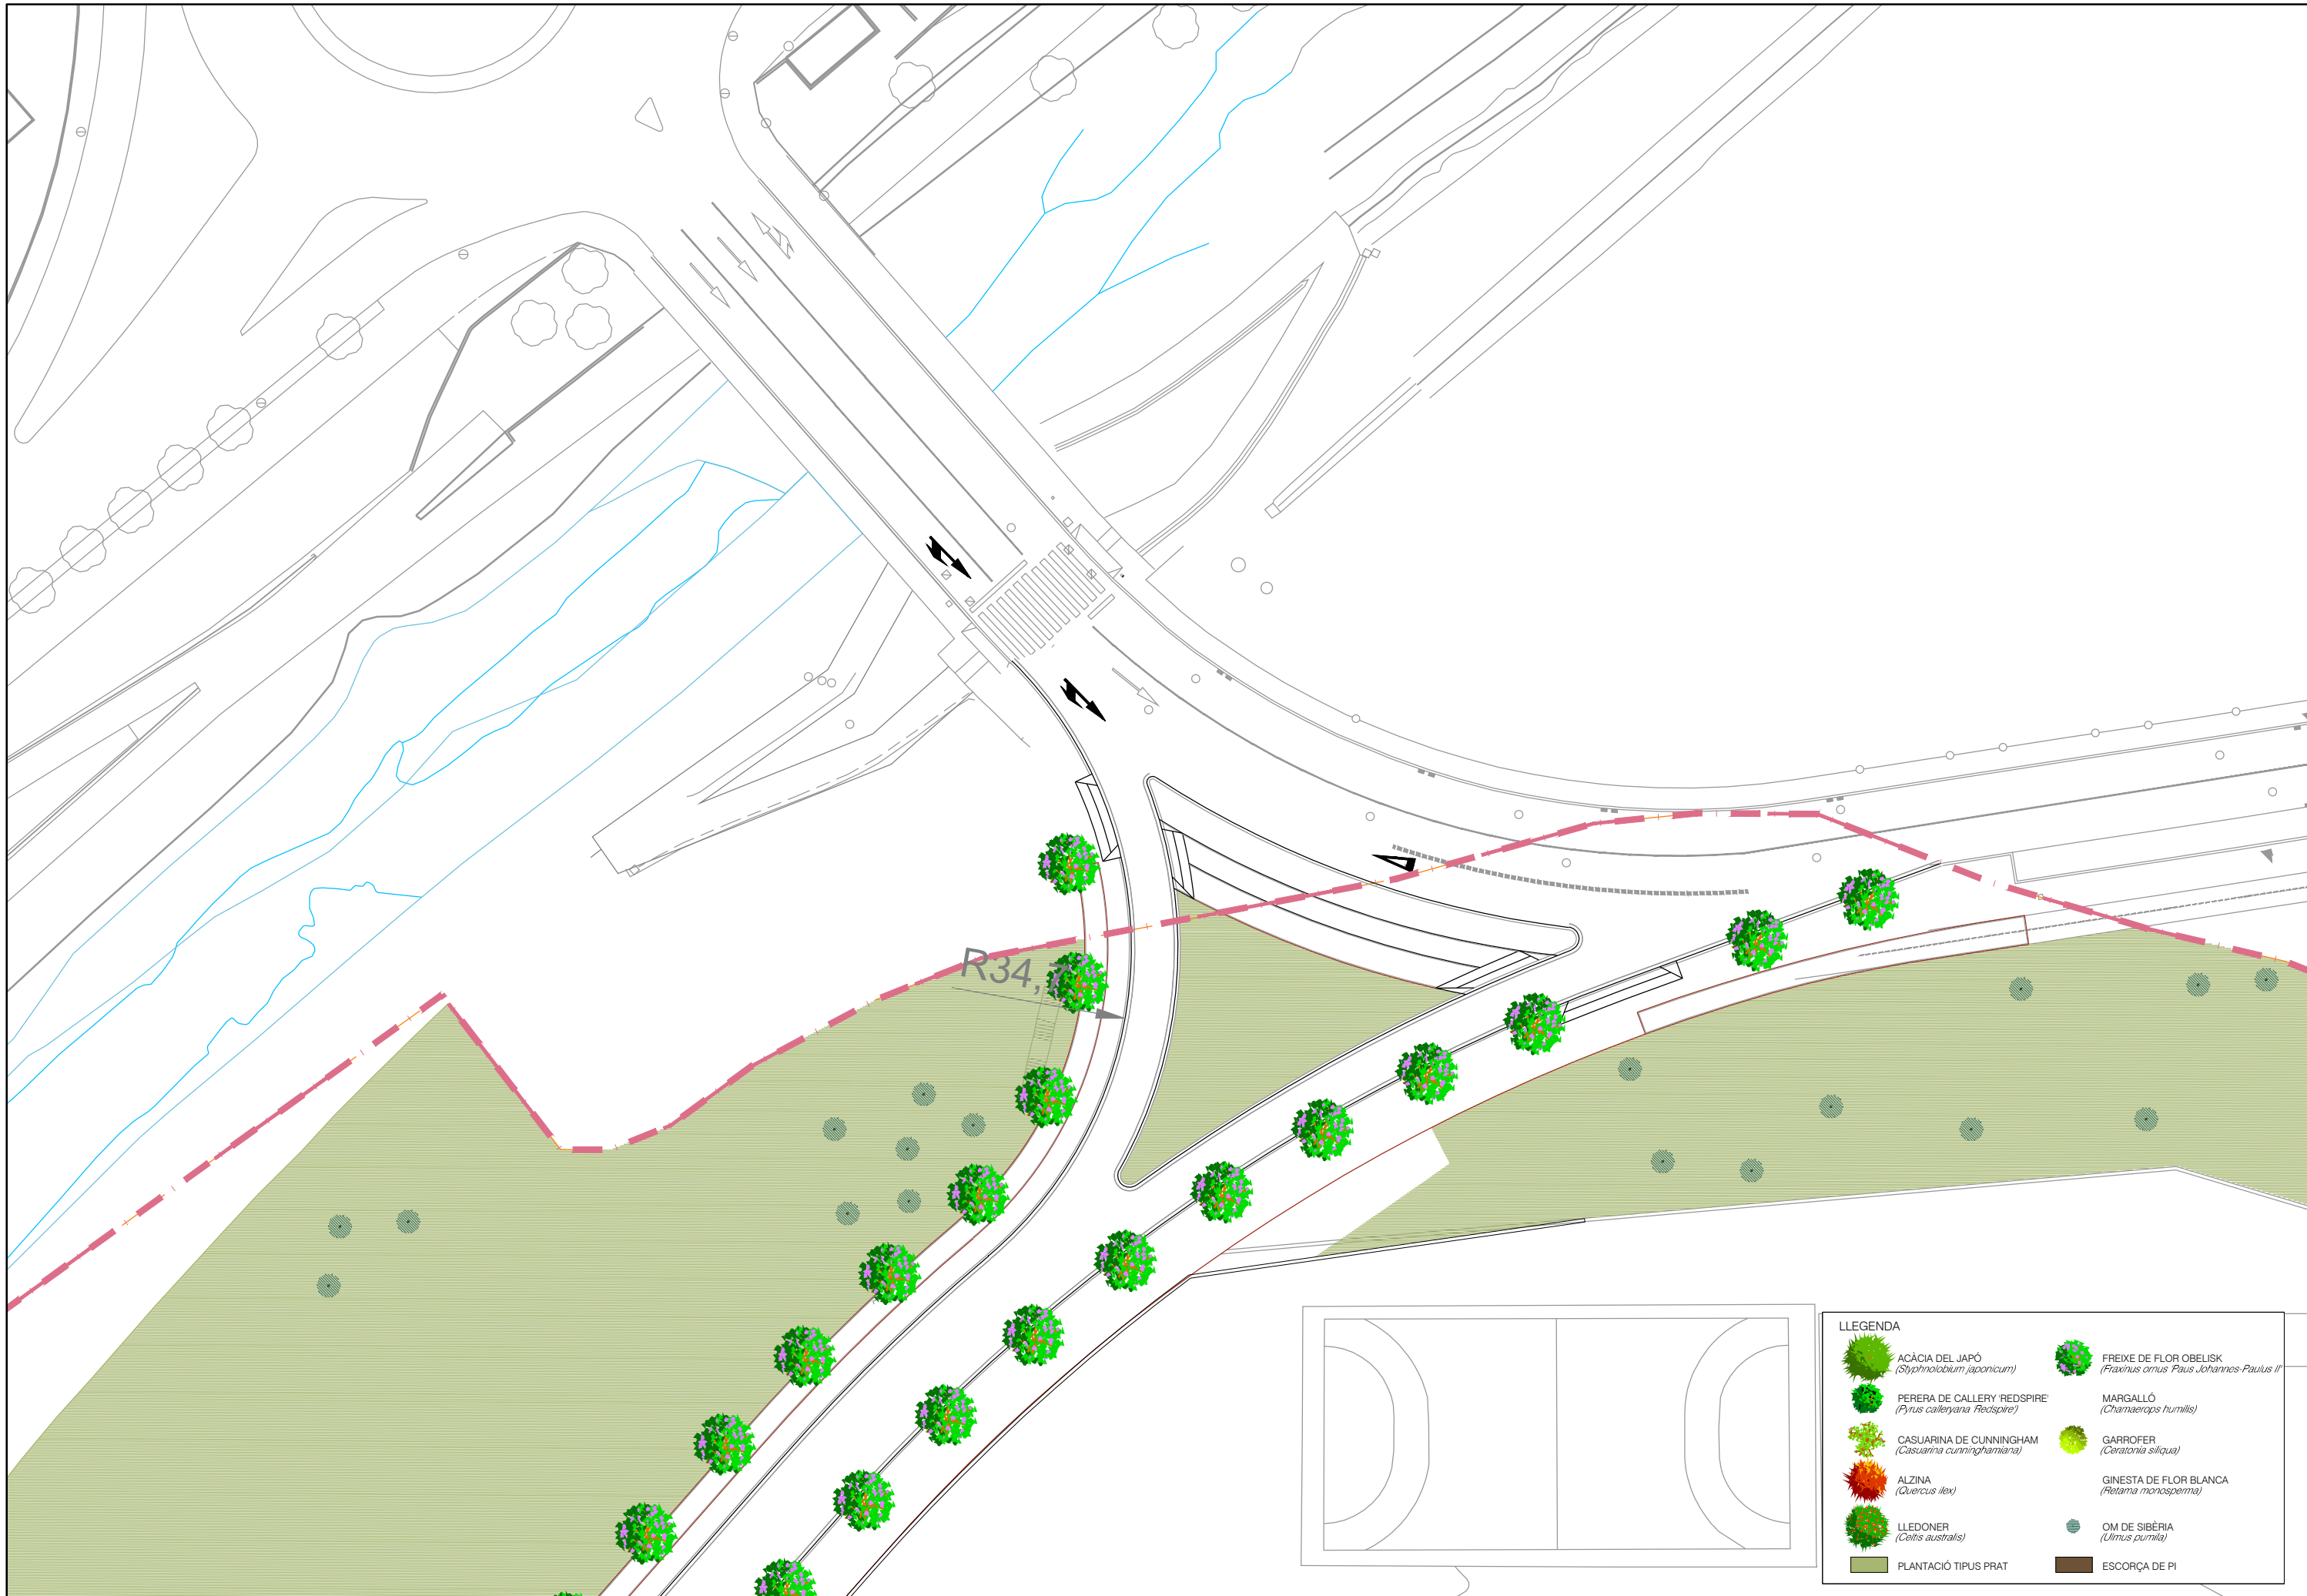 R34,
LLEGENDA
ACÀCIA DEL JAPÓ
(Styphnolobium japonicum)
PERERA DE CALLERY 'REDSPIRE'
(Pyrus calleryana 'Redspire')
CASUARINA DE CUNNINGHAM
(Casuarina cunninghamiana)
ALZINA
(Quercus ilex)
LLEDONER
(Celtis australis)
PLANTACIÓ TIPUS PRAT
FREIXE DE FLOR OBELISK
(Fraxinus ornus 'Paus Johannes-Paulus II'
MARGALLÓ
(Chamaerops humilis)
GARROFER
(Ceratonia siliqua)
GINESTA DE FLOR BLANCA
(Retama monosperma)
OM DE SIBÈRIA
(Ulmus pumila)
ESCORÇA DE PI